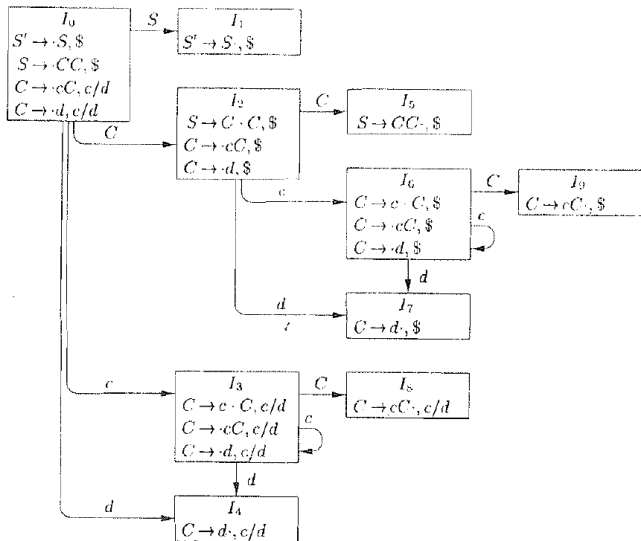 I₀
S' → ·S, $
S → ·CC, $
C → ·cC, c/d
C → ·d, c/d
S
I₁
S' → S·, $
C
I₂
S → C · C, $
C → ·cC, $
C → ·d, $
C
I₅
S → CC·, $
c
I₆
C → c · C, $
C → ·cC, $
C → ·d, $
C
c
I₉
C → cC·, $
d
d
I₇
C → d·, $
c
I₃
C → c · C, c/d
C → ·cC, c/d
C → ·d, c/d
C
c
I₈
C → cC·, c/d
d
d
I₄
C → d·, c/d